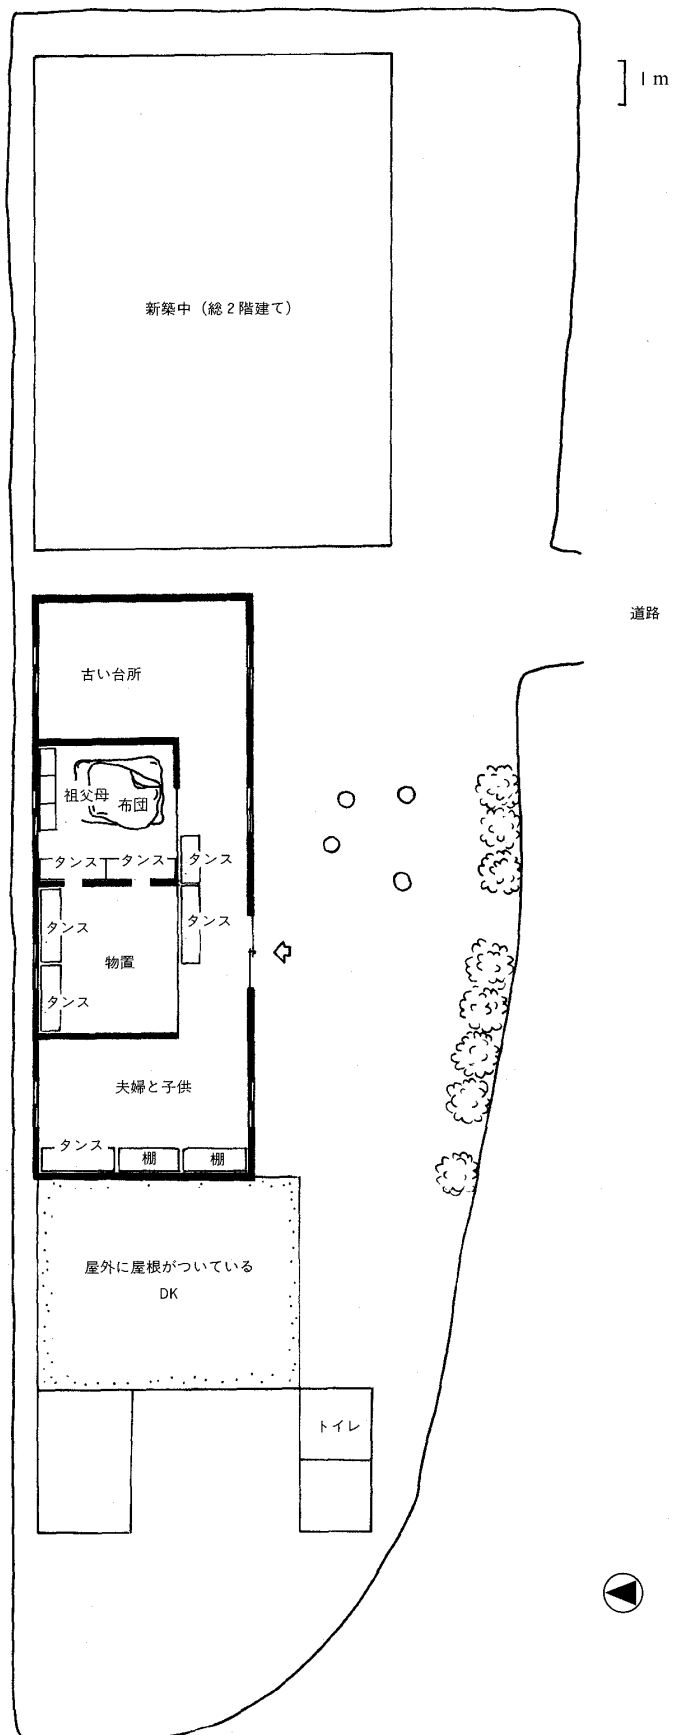 1 m
新築中（総２階建て）
道路
古い台所
祖父母
布団
タンス
タンス
タンス
タンス
タンス
物置
タンス
夫婦と子供
タンス
棚
棚
屋外に屋根がついている
DK
トイレ